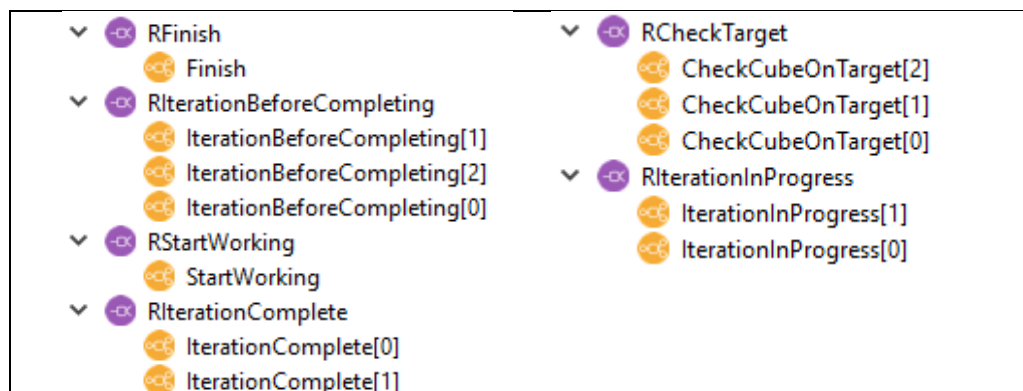 RFinish
Finish
RIterationBeforeCompleting
IterationBeforeCompleting[1]
IterationBeforeCompleting[2]
IterationBeforeCompleting[0]
RStartWorking
StartWorking
RIterationComplete
IterationComplete[0]
IterationComplete[1]
RCheckTarget
CheckCubeOnTarget[2]
CheckCubeOnTarget[1]
CheckCubeOnTarget[0]
RIterationInProgress
IterationInProgress[1]
IterationInProgress[0]